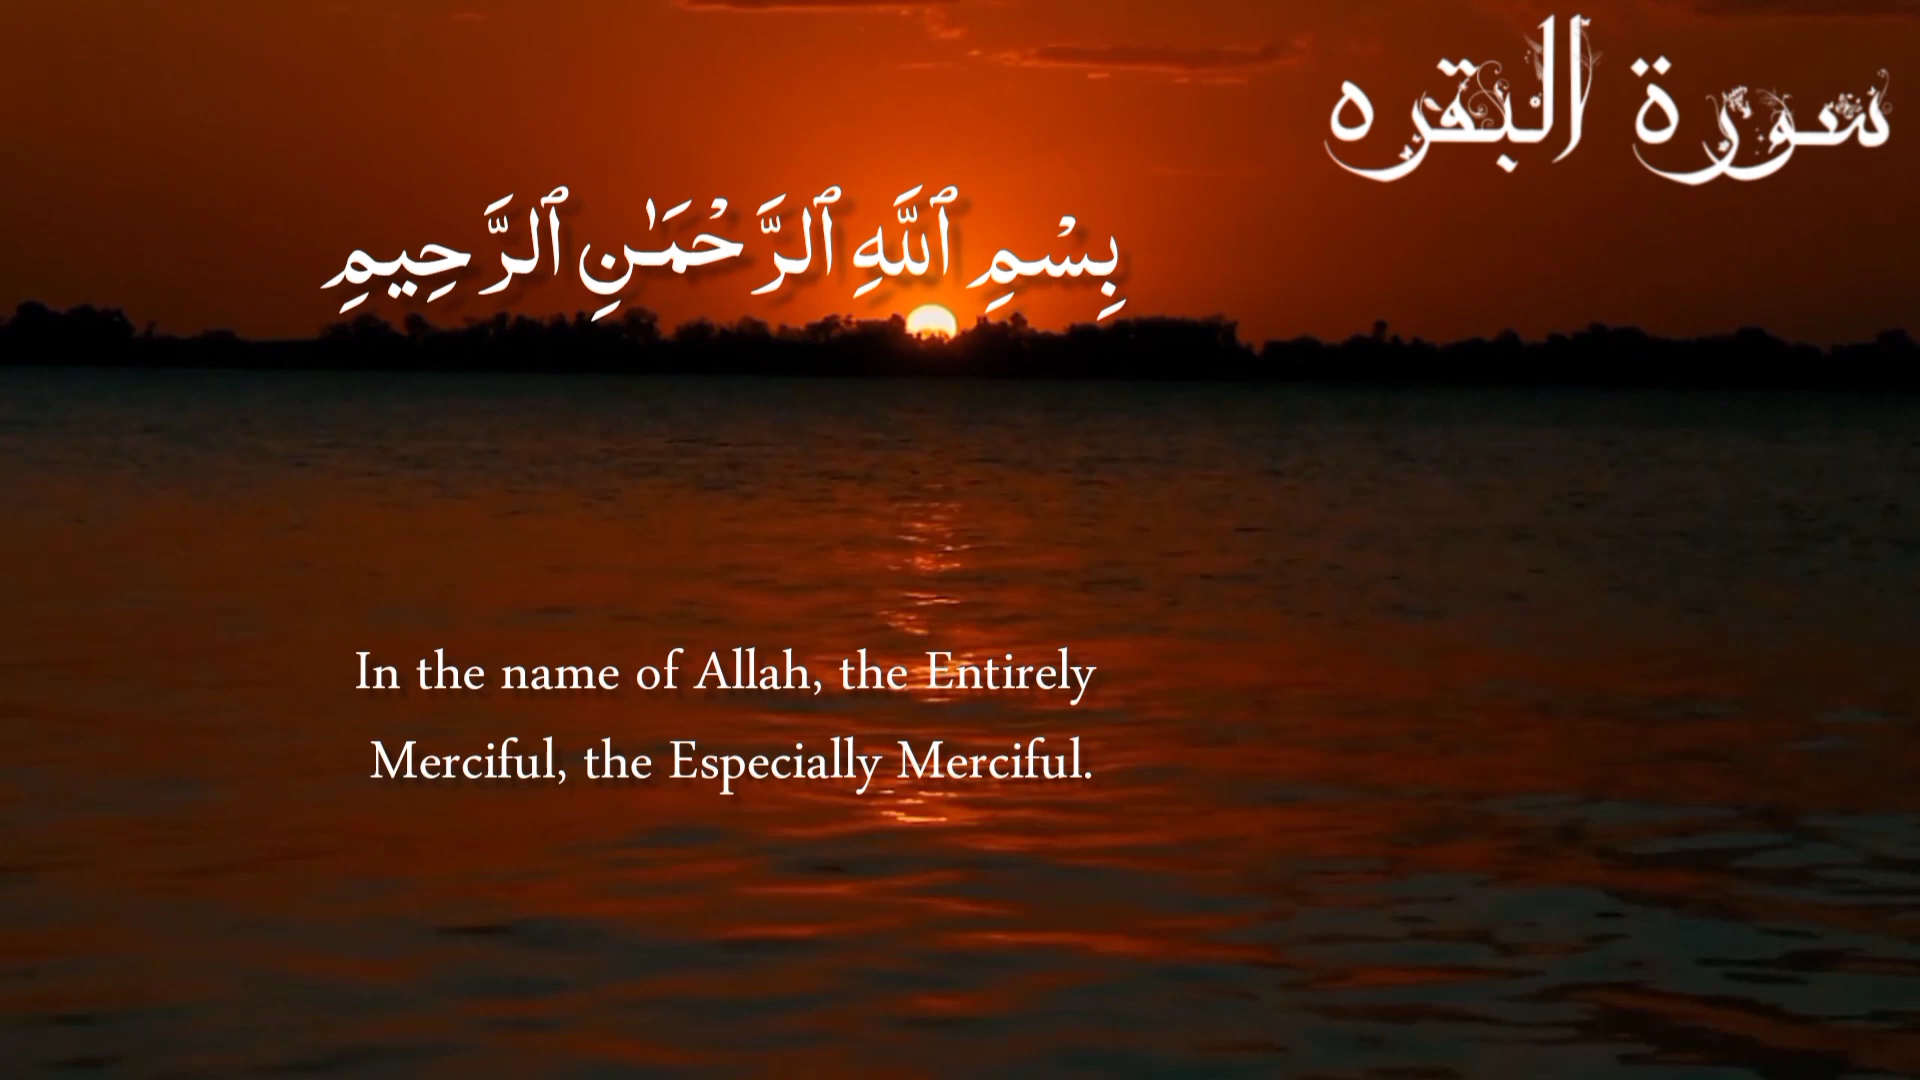 سورة البقره
بِسْمِ ٱللَّهِ ٱلرَّحْمَـٰنِ ٱلرَّحِيمِ
In the name of Allah, the Entirely
Merciful, the Especially Merciful.